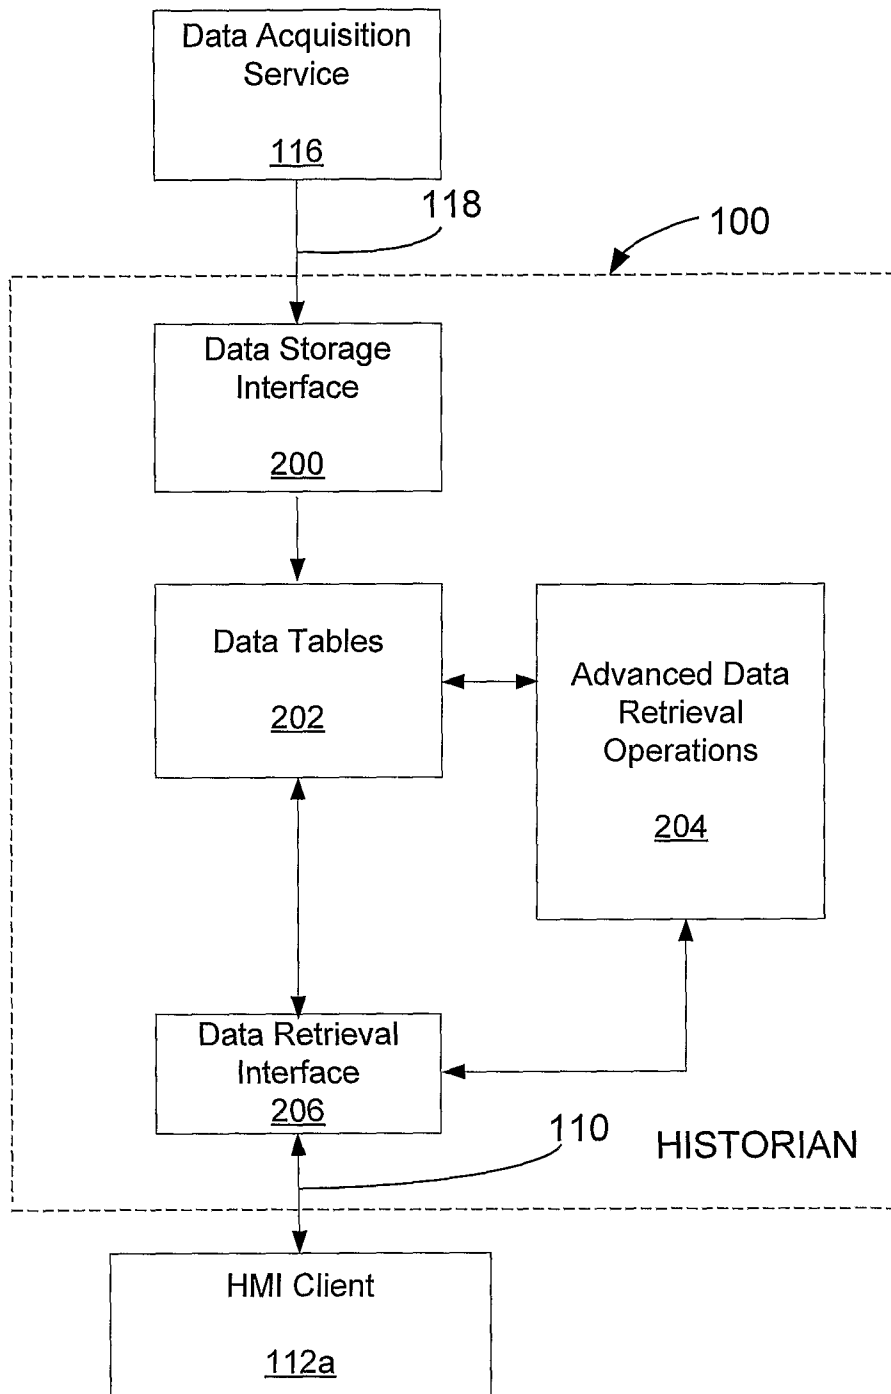 Data Acquisition
Service
116
118
100
Data Storage
Interface
200
Data Tables
202
Advanced Data
Retrieval
Operations
204
Data Retrieval
Interface
206
110
HISTORIAN
HMI Client
112a